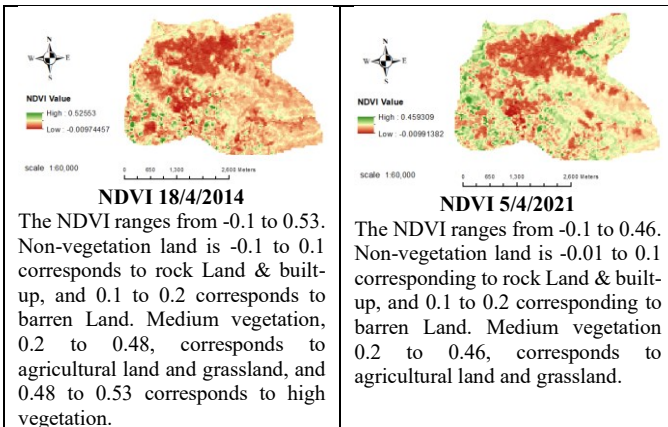 N
W E
S
NDVI Value
High : 0.52553
Low : -0.00974457
scale 1:60,000
0 650 1,300 2,600 Meters
NDVI 18/4/2014
The NDVI ranges from -0.1 to 0.53.
Non-vegetation land is -0.1 to 0.1
corresponds to rock Land & built-
up, and 0.1 to 0.2 corresponds to
barren Land. Medium vegetation,
0.2 to 0.48, corresponds to
agricultural land and grassland, and
0.48 to 0.53 corresponds to high
vegetation.
N
W E
S
NDVI Value
High : 0.459309
Low : -0.00991382
scale 1:60,000
0 650 1,300 2,600 Meters
NDVI 5/4/2021
The NDVI ranges from -0.1 to 0.46.
Non-vegetation land is -0.01 to 0.1
corresponding to rock Land & built-
up, and 0.1 to 0.2 corresponding to
barren Land. Medium vegetation
0.2 to 0.46, corresponds to
agricultural land and grassland.